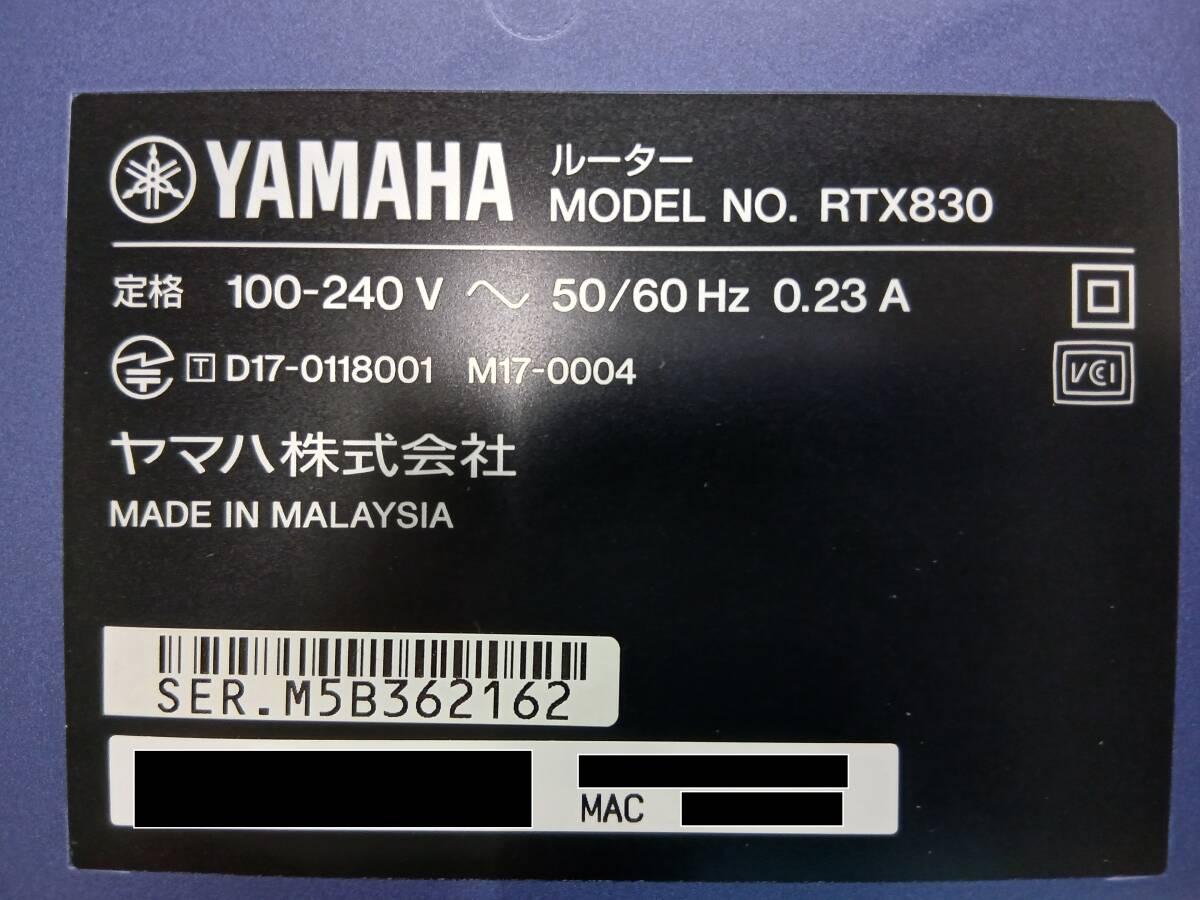 YAMAHA ルーター
MODEL NO. RTX830
定格 100-240 V ～ 50/60 Hz 0.23 A
T D17-0118001 M17-0004
VCI
ヤマハ株式会社
MADE IN MALAYSIA
SER.M5B362162
MAC